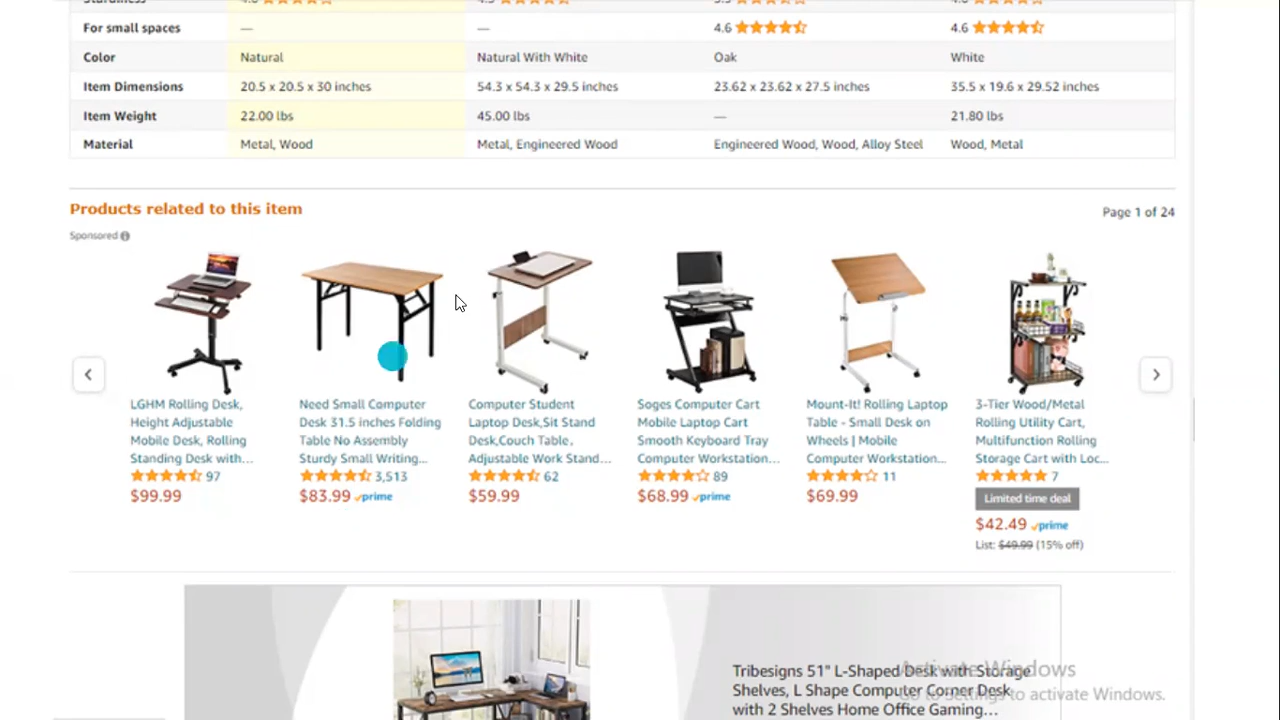 Sturdiness 4.6 4.5 3.5 4.6
For small spaces — — 4.6 4.6
Color Natural Natural With White Oak White
Item Dimensions 20.5 x 20.5 x 30 inches 54.3 x 54.3 x 29.5 inches 23.62 x 23.62 x 27.5 inches 35.5 x 19.6 x 29.52 inches
Item Weight 22.00 lbs 45.00 lbs — 21.80 lbs
Material Metal, Wood Metal, Engineered Wood Engineered Wood, Wood, Alloy Steel Wood, Metal
Products related to this item
Page 1 of 24
Sponsored
LGHM Rolling Desk,
Height Adjustable
Mobile Desk, Rolling
Standing Desk with...
97
$99.99
Need Small Computer
Desk 31.5 inches Folding
Table No Assembly
Sturdy Small Writing...
3,513
$83.99 prime
Computer Student
Laptop Desk,Sit Stand
Desk,Couch Table,
Adjustable Work Stand...
62
$59.99
Soges Computer Cart
Mobile Laptop Cart
Smooth Keyboard Tray
Computer Workstation...
89
$68.99 prime
Mount-It! Rolling Laptop
Table - Small Desk on
Wheels | Mobile
Computer Workstation...
11
$69.99
3-Tier Wood/Metal
Rolling Utility Cart,
Multifunction Rolling
Storage Cart with Loc...
7
Limited time deal
$42.49 prime
List: $49.99 (15% off)
Tribesigns 51" L-Shaped Desk with Storage
Shelves, L Shape Computer Corner Desk
with 2 Shelves Home Office Gaming...
Activate Windows
Go to Settings to activate Windows.